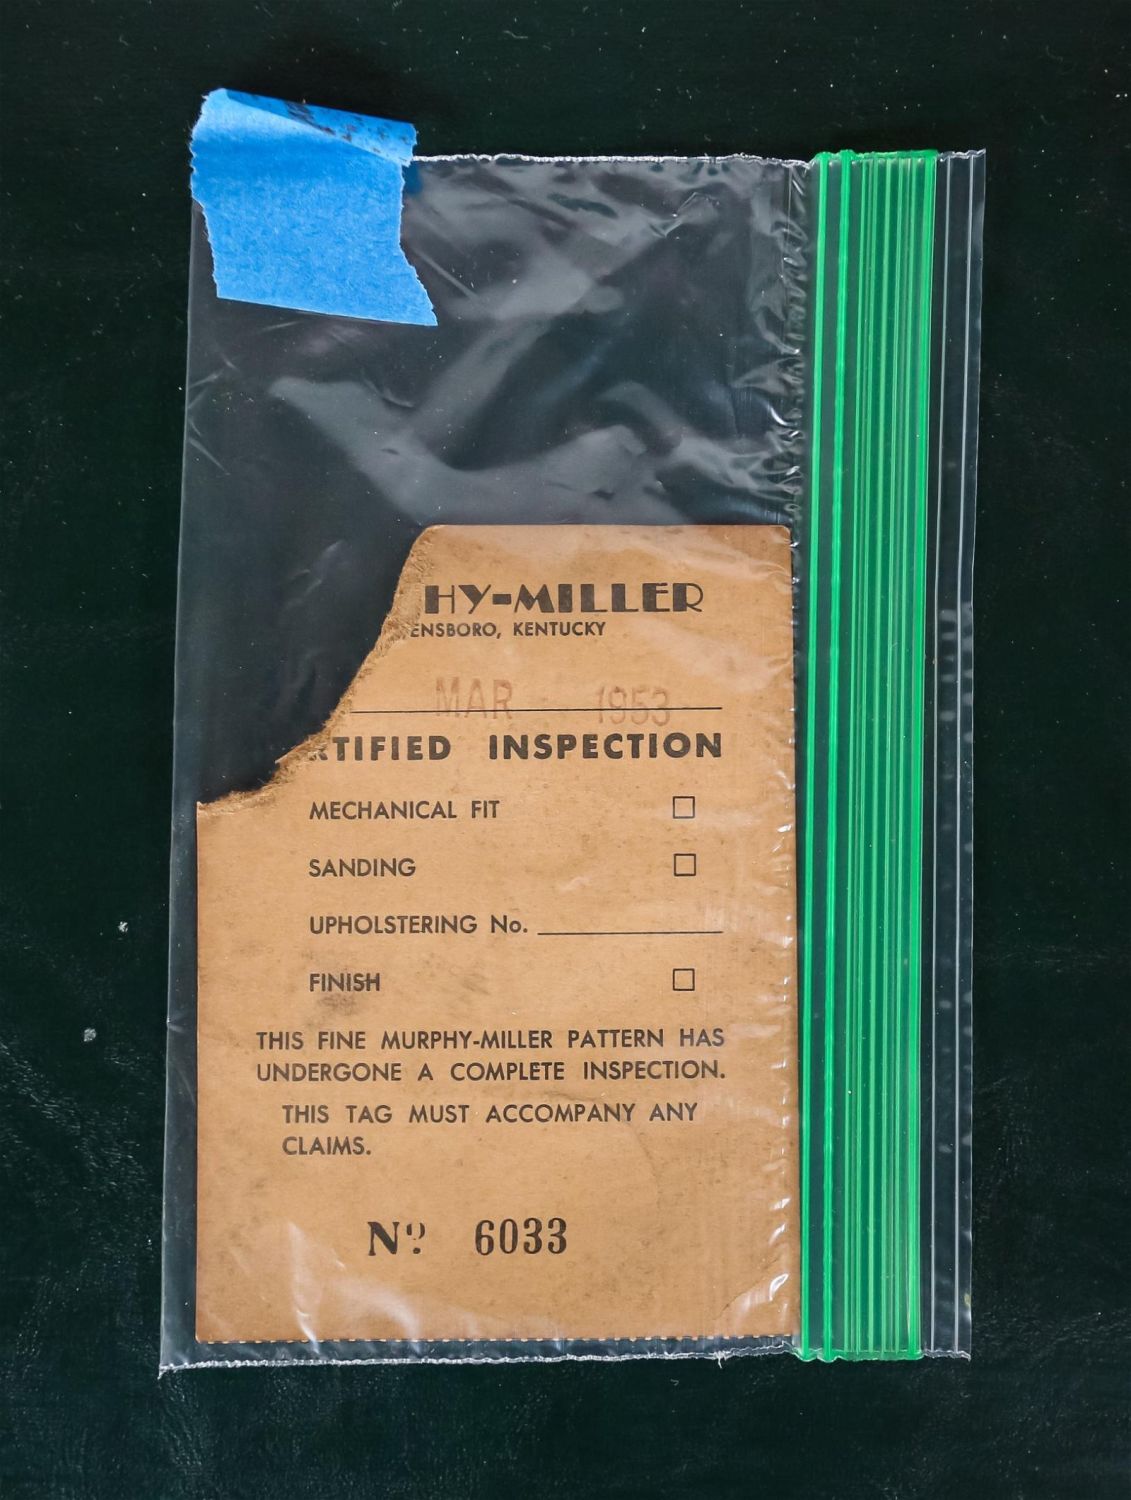 HY-MILLER
ENSBORO, KENTUCKY
MAR 1953
RTIFIED INSPECTION
MECHANICAL FIT
SANDING
UPHOLSTERING No.
FINISH
THIS FINE MURPHY-MILLER PATTERN HAS
UNDERGONE A COMPLETE INSPECTION.
THIS TAG MUST ACCOMPANY ANY
CLAIMS.
Nº 6033